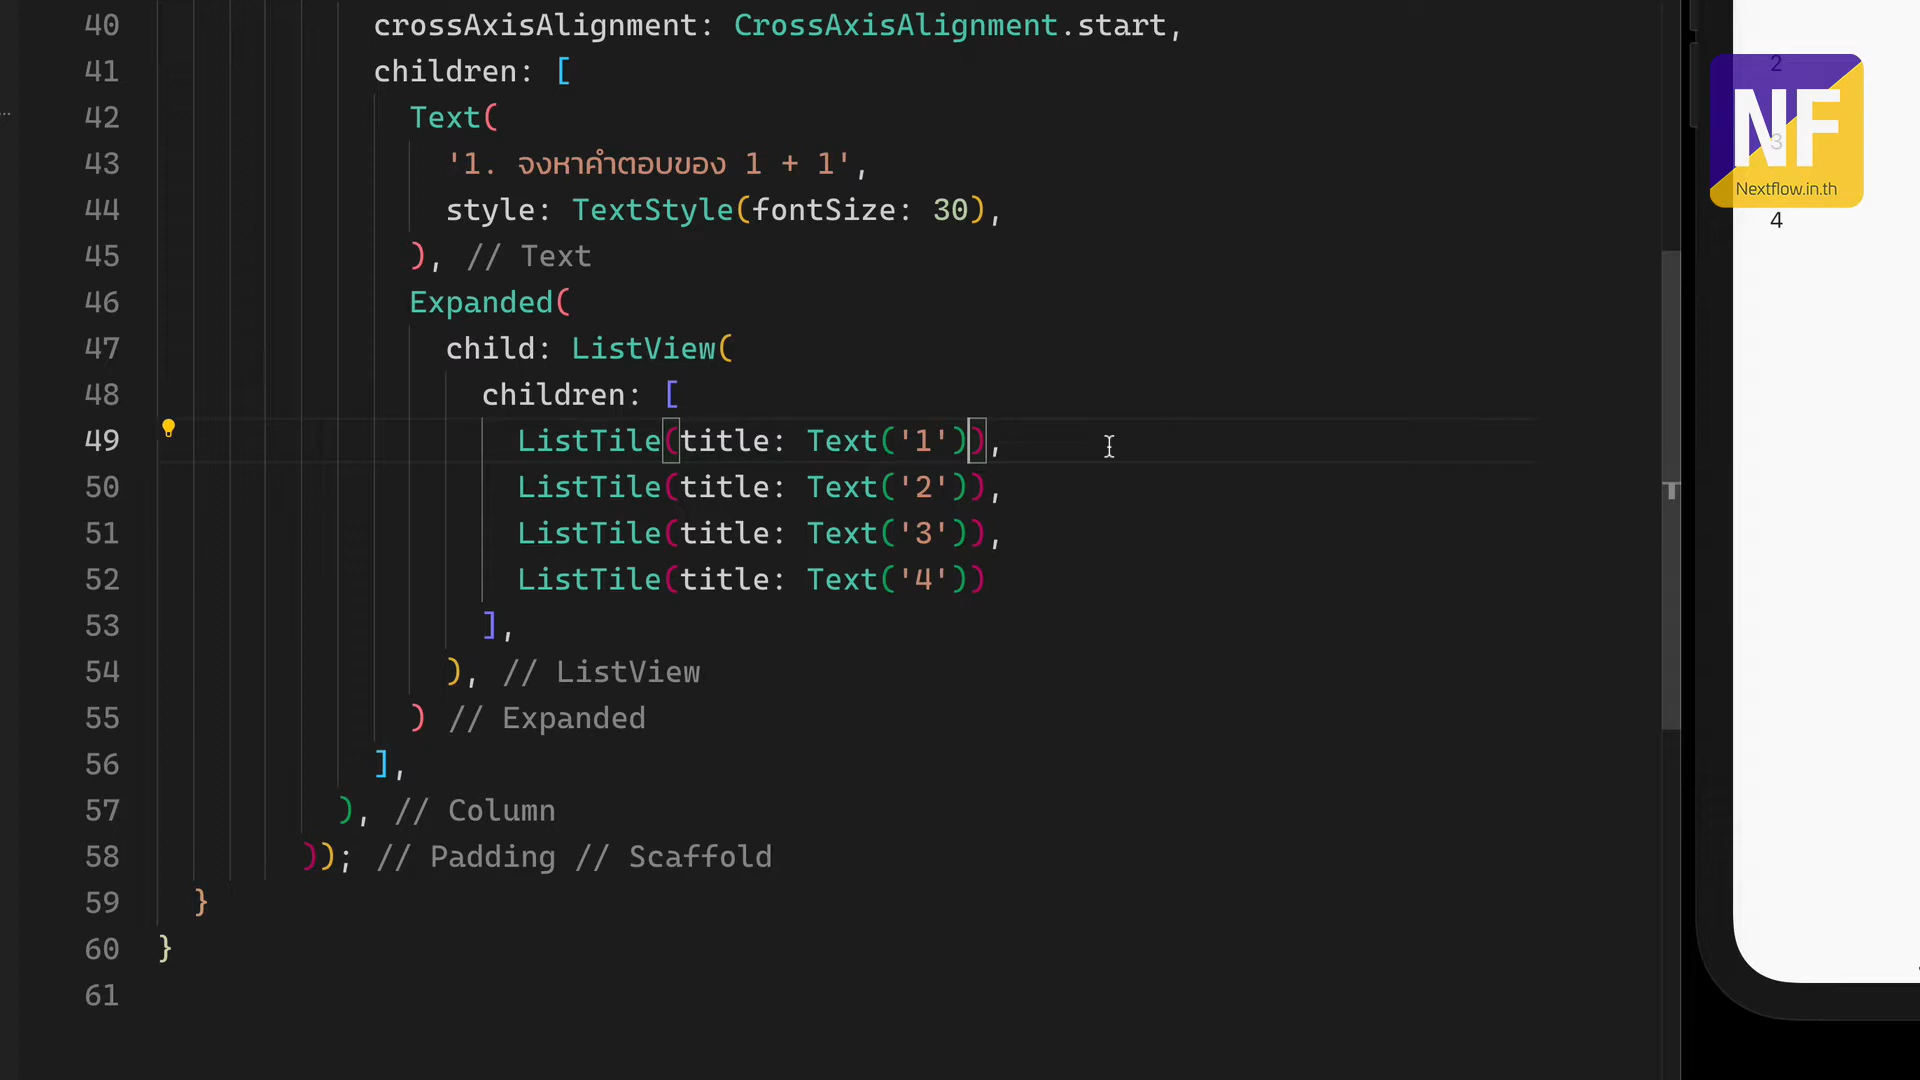 40 crossAxisAlignment: CrossAxisAlignment.start,
41 children: [
42 Text(
43 '1. จงหาคำตอบของ 1 + 1',
44 style: TextStyle(fontSize: 30),
45 ), // Text
46 Expanded(
47 child: ListView(
48 children: [
49 ListTile(title: Text('1')),
50 ListTile(title: Text('2')),
51 ListTile(title: Text('3')),
52 ListTile(title: Text('4'))
53 ],
54 ), // ListView
55 ) // Expanded
56 ],
57 ), // Column
58 )); // Padding // Scaffold
59 }
60 }
61
2
NF
3
Nextflow.in.th
4